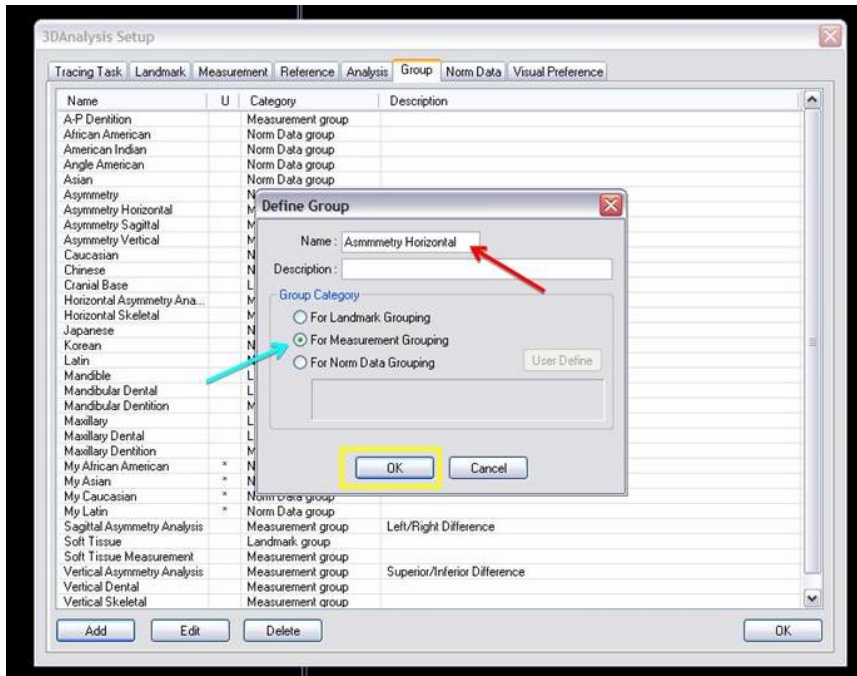 3DAnalysis Setup
Tracing Task Landmark Measurement Reference Analysis Group Norm Data Visual Preference
Name U Category Description
A-P Dentition Measurement group
African American Norm Data group
American Indian Norm Data group
Angle American Norm Data group
Asian Norm Data group
Asymmetry N
Asymmetry Horizontal M
Asymmetry Sagittal M
Asymmetry Vertical M
Caucasian N
Chinese N
Cranial Base L
Horizontal Asymmetry Ana... M
Horizontal Skeletal M
Japanese N
Korean N
Latin
Mandible L
Mandibular Dental L
Mandibular Dentition M
Maxillary L
Maxillary Dental L
Maxillary Dentition M
My African American * N
My Asian * N
My Caucasian * Norm Data group
My Latin * Norm Data group
Sagittal Asymmetry Analysis Measurement group Left/Right Difference
Soft Tissue Landmark group
Soft Tissue Measurement Measurement group
Vertical Asymmetry Analysis Measurement group Superior/Inferior Difference
Vertical Dental Measurement group
Vertical Skeletal Measurement group
Define Group
Name : Asmmmetry Horizontal
Description :
Group Category
For Landmark Grouping
For Measurement Grouping
For Norm Data Grouping User Define
OK Cancel
Add Edit Delete OK